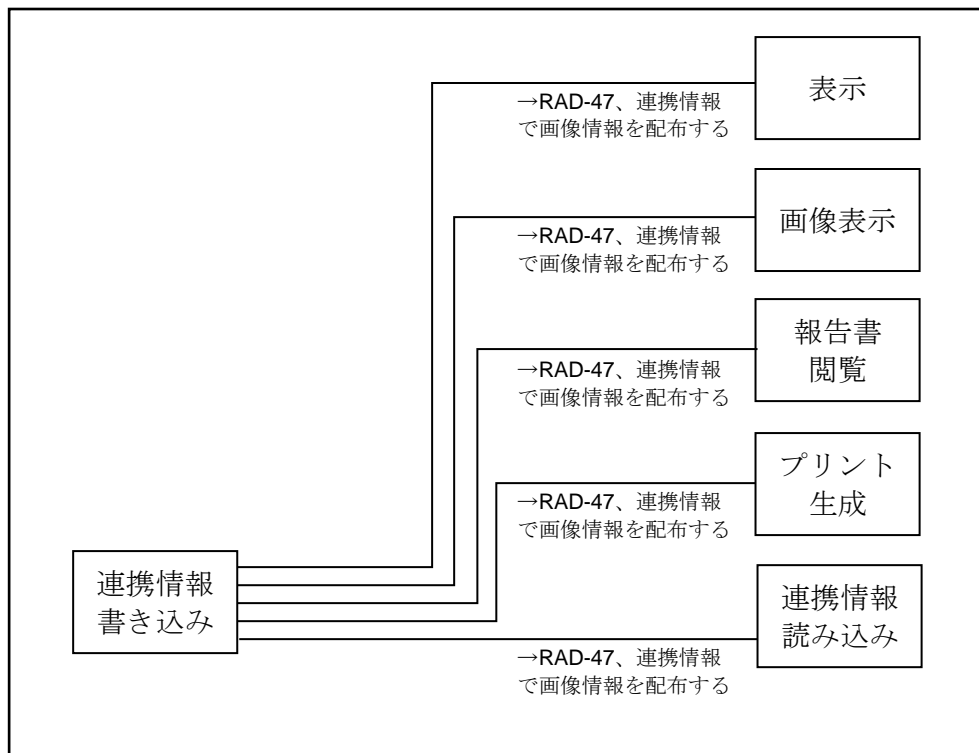 表示
→RAD-47、連携情報
で画像情報を配布する
画像表示
→RAD-47、連携情報
で画像情報を配布する
報告書
閲覧
→RAD-47、連携情報
で画像情報を配布する
プリント
生成
→RAD-47、連携情報
で画像情報を配布する
連携情報
書き込み
連携情報
読み込み
→RAD-47、連携情報
で画像情報を配布する